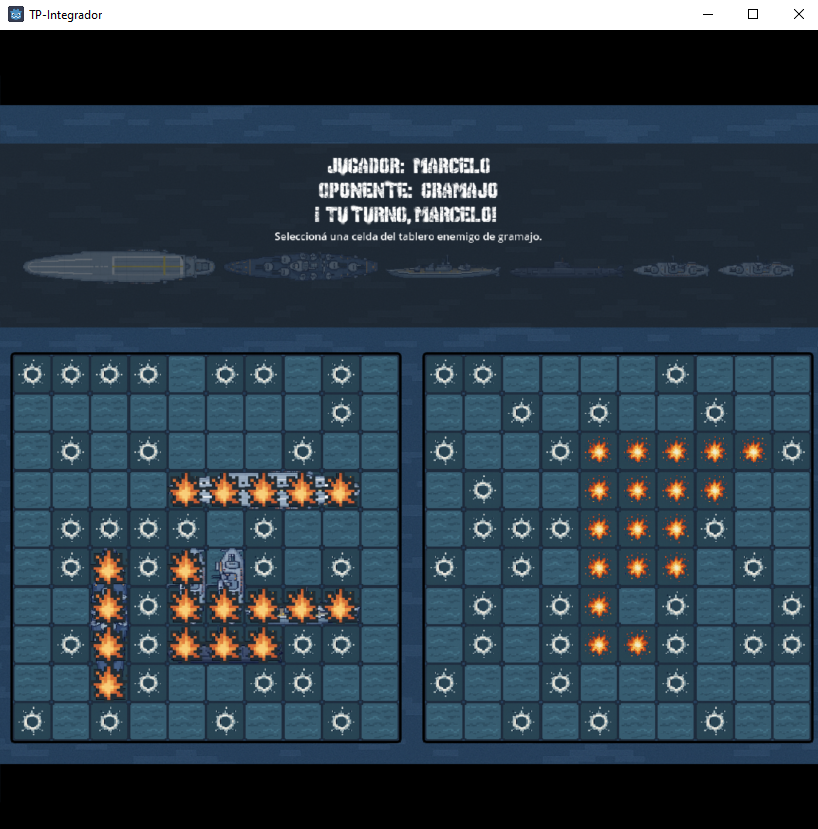 TP-Integrador
JUGADOR: MARCELO
OPONENTE: GRAMAJO
¡ TU TURNO, MARCELO!
Seleccioná una celda del tablero enemigo de gramajo.